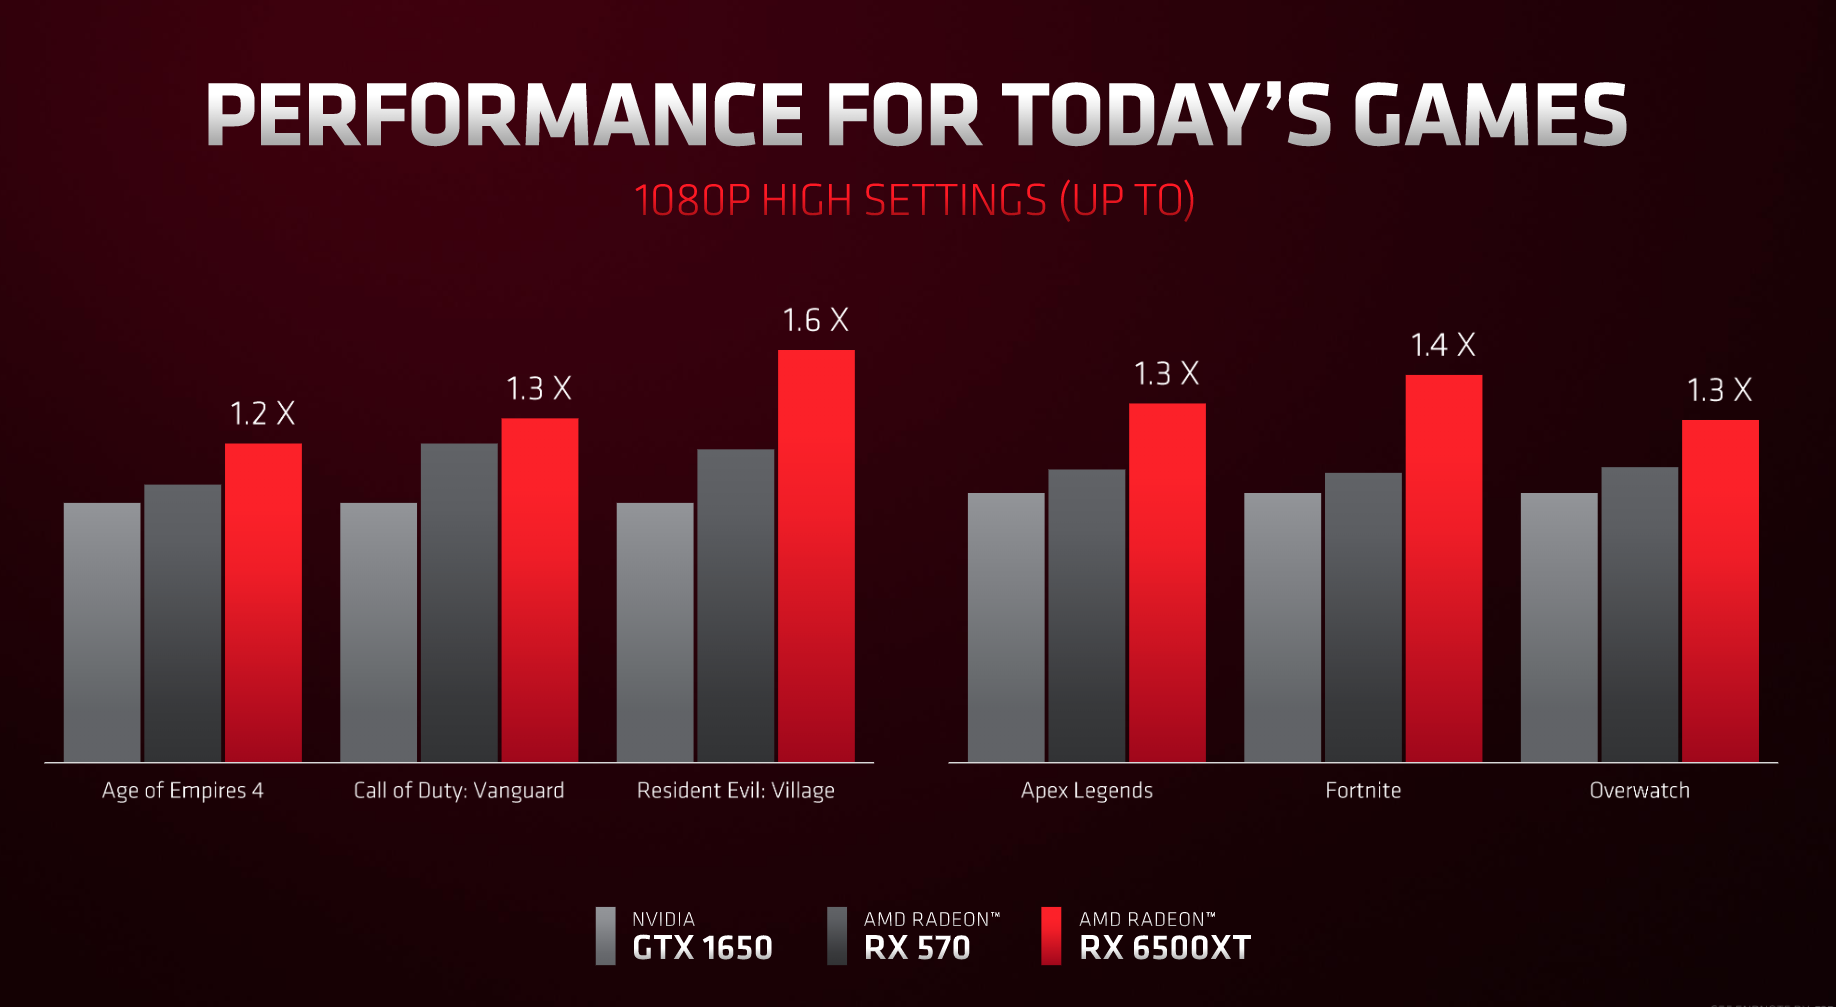 PERFORMANCE FOR TODAY'S GAMES
1080P HIGH SETTINGS (UP TO)
1.2 X
1.3 X
1.6 X
1.3 X
1.4 X
1.3 X
Age of Empires 4
Call of Duty: Vanguard
Resident Evil: Village
Apex Legends
Fortnite
Overwatch
NVIDIA
GTX 1650
AMD RADEON™
RX 570
AMD RADEON™
RX 6500XT